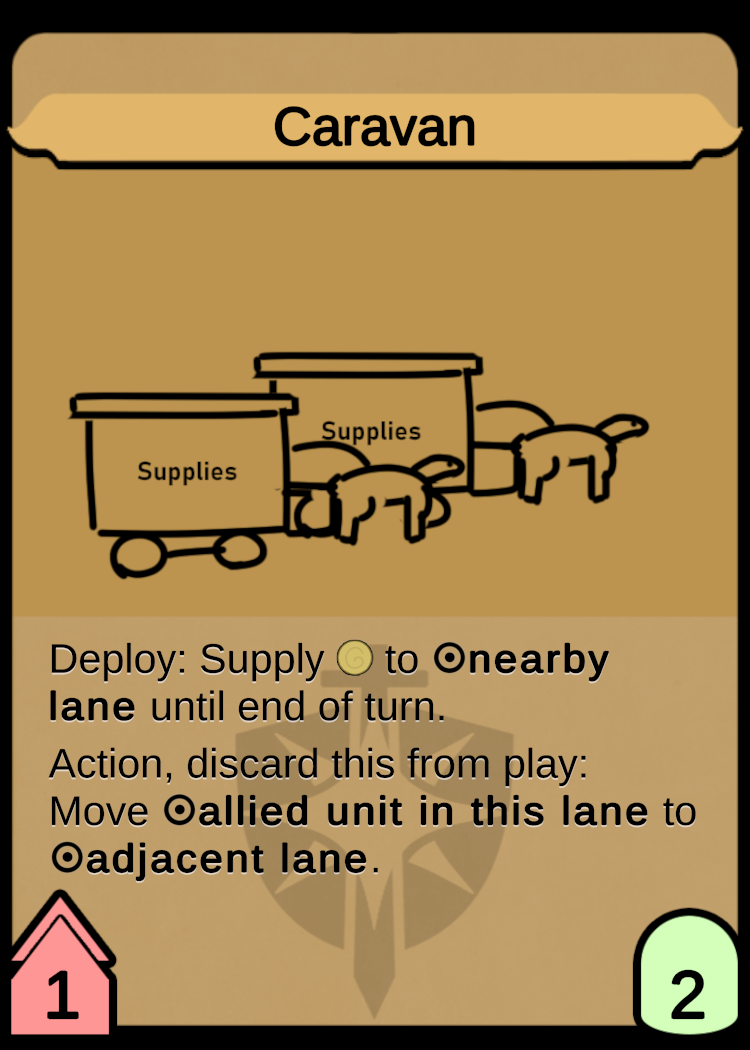 Caravan
Supplies
Supplies
Deploy: Supply to ⊙nearby
lane until end of turn.
Action, discard this from play:
Move ⊙allied unit in this lane to
⊙adjacent lane.
1
2